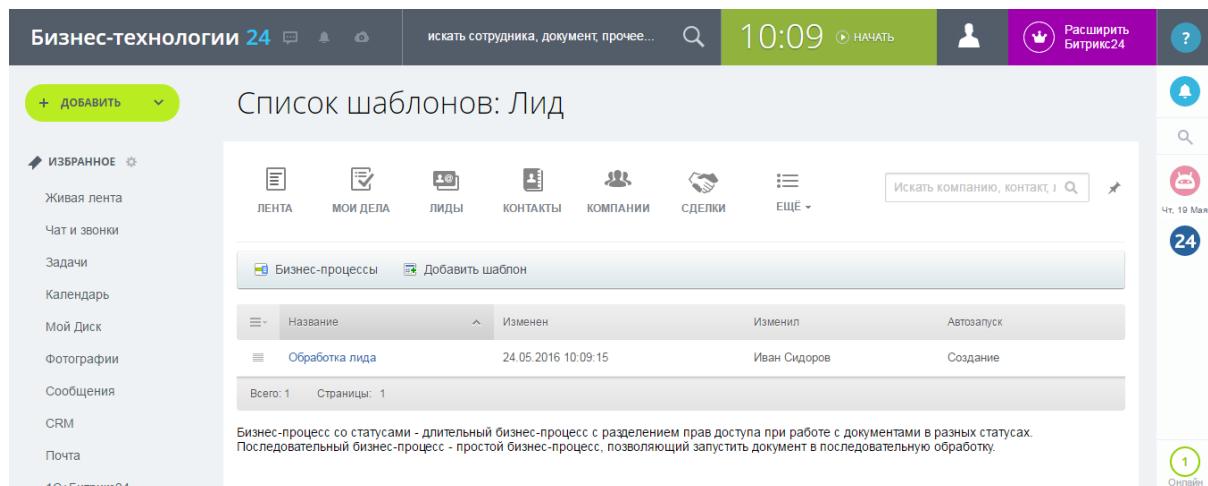 Бизнес-технологии 24
искать сотрудника, документ, прочее...
10:09 НАЧАТЬ
Расширить
Битрикс24
?
+ ДОБАВИТЬ
Список шаблонов: Лид
ИЗБРАННОЕ
Живая лента
Чат и звонки
Задачи
Календарь
Мой Диск
Фотографии
Сообщения
CRM
Почта
ЛЕНТА МОИ ДЕЛА ЛИДЫ КОНТАКТЫ КОМПАНИИ СДЕЛКИ ЕЩЁ
Искать компанию, контакт,
Бизнес-процессы Добавить шаблон
Название Изменен Изменил Автозапуск
Обработка лида 24.05.2016 10:09:15 Иван Сидоров Создание
Всего: 1 Страницы: 1
Бизнес-процесс со статусами - длительный бизнес-процесс с разделением прав доступа при работе с документами в разных статусах.
Последовательный бизнес-процесс - простой бизнес-процесс, позволяющий запустить документ в последовательную обработку.
Чт, 19 Мая
24
1
Онлайн